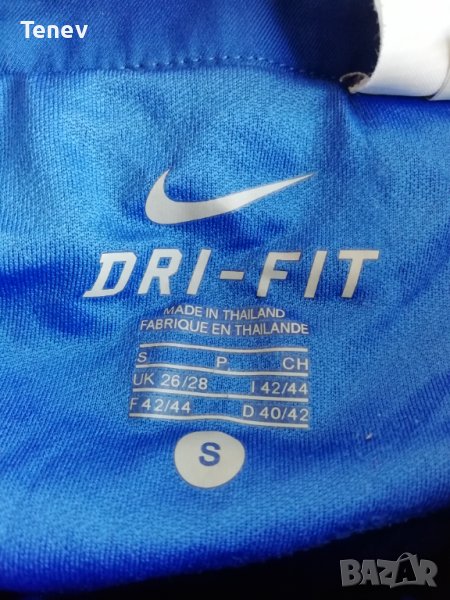 Tenev
DRI-FIT
MADE IN THAILAND
FABRIQUE EN THAILANDE
S P CH
UK 26/28 I 42/44
F 42/44 D 40/42
S
BAZAR